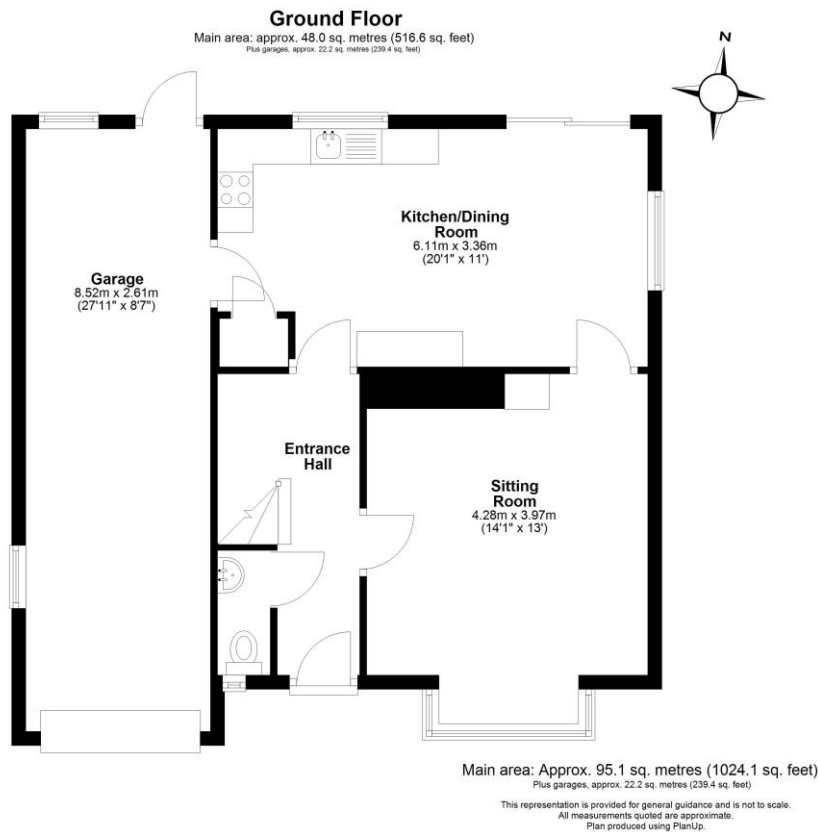 Ground Floor
Main area: approx. 48.0 sq. metres (516.6 sq. feet)
Plus garages, approx. 22.2 sq. metres (239.4 sq. feet)
N
Kitchen/Dining
Room
6.11m x 3.36m
(20'1" x 11')
Garage
8.52m x 2.61m
(27'11" x 8'7")
Entrance
Hall
Sitting
Room
4.28m x 3.97m
(14'1" x 13')
Main area: Approx. 95.1 sq. metres (1024.1 sq. feet)
Plus garages, approx. 22.2 sq. metres (239.4 sq. feet)
This representation is provided for general guidance and is not to scale.
All measurements quoted are approximate.
Plan produced using PlanUp.